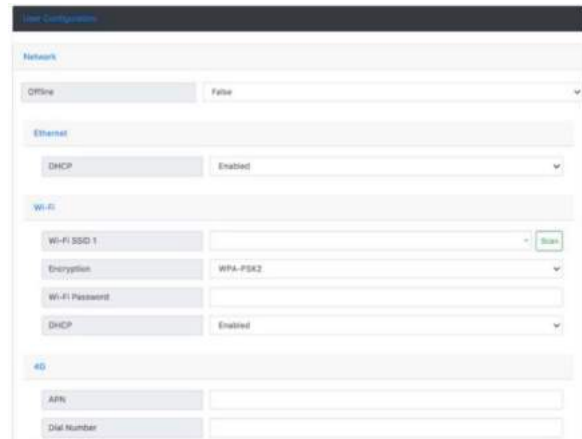 User Configuration
Network
Offline False
Ethernet
DHCP Enabled
Wi-Fi
Wi-Fi SSID 1 Scan
Encryption WPA-PSK2
Wi-Fi Password
DHCP Enabled
4G
APN
Dial Number